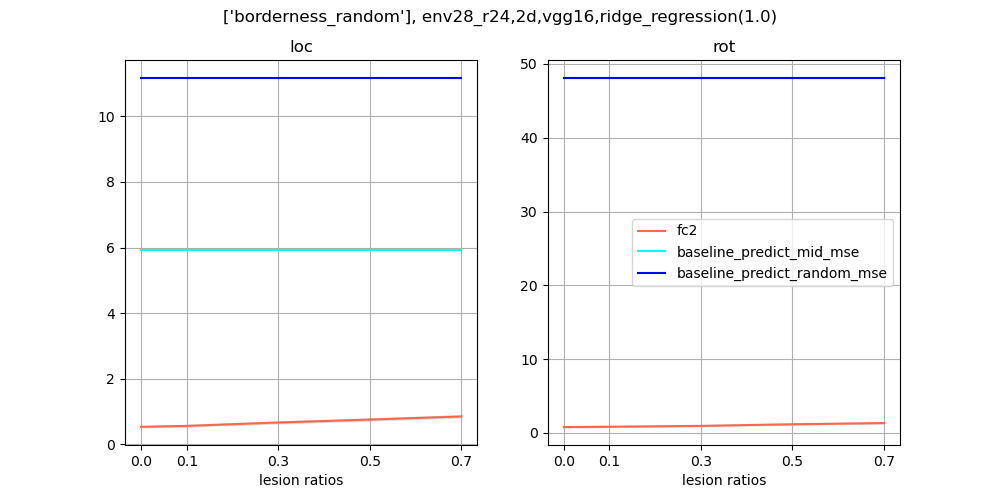 ['borderness_random'], env28_r24,2d,vgg16,ridge_regression(1.0)
loc
10
8
6
4
2
0
0.0 0.1 0.3 0.5 0.7
lesion ratios
rot
50
40
30
20
10
0
fc2
baseline_predict_mid_mse
baseline_predict_random_mse
0.0 0.1 0.3 0.5 0.7
lesion ratios